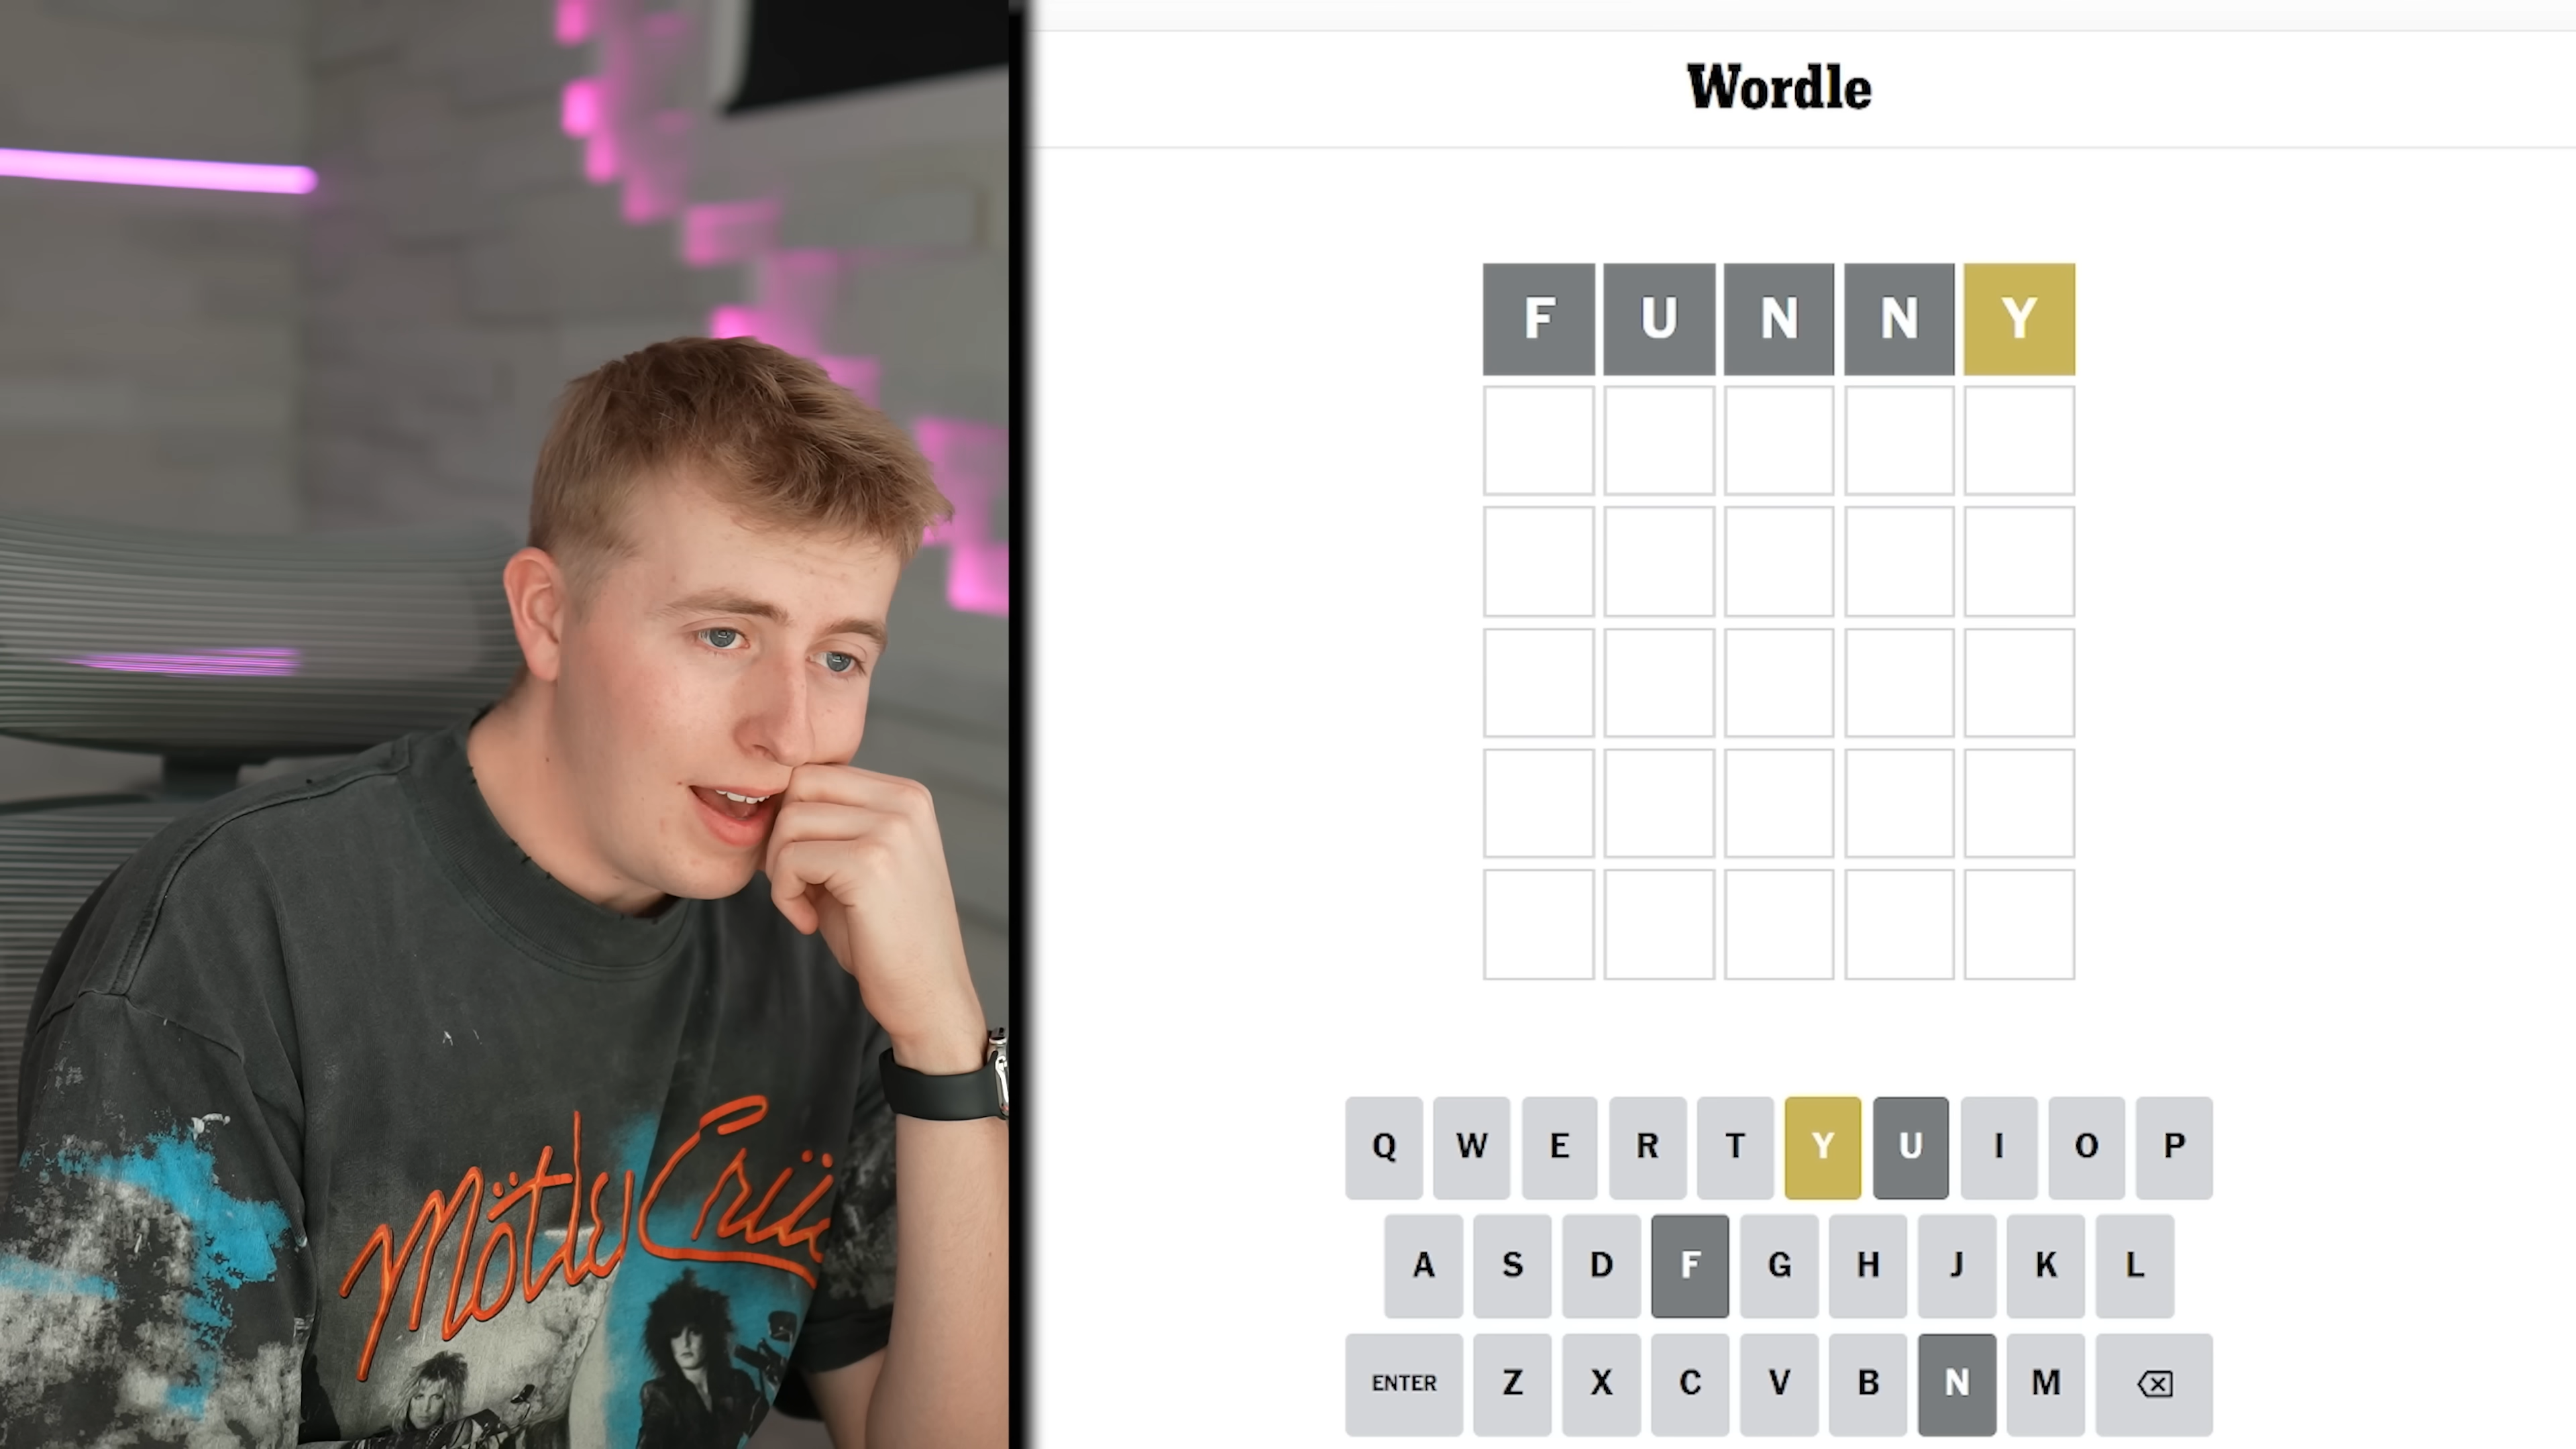 Mötley Crüe
Wordle
F U N N Y
Q W E R T Y U I O P
A S D F G H J K L
ENTER Z X C V B N M